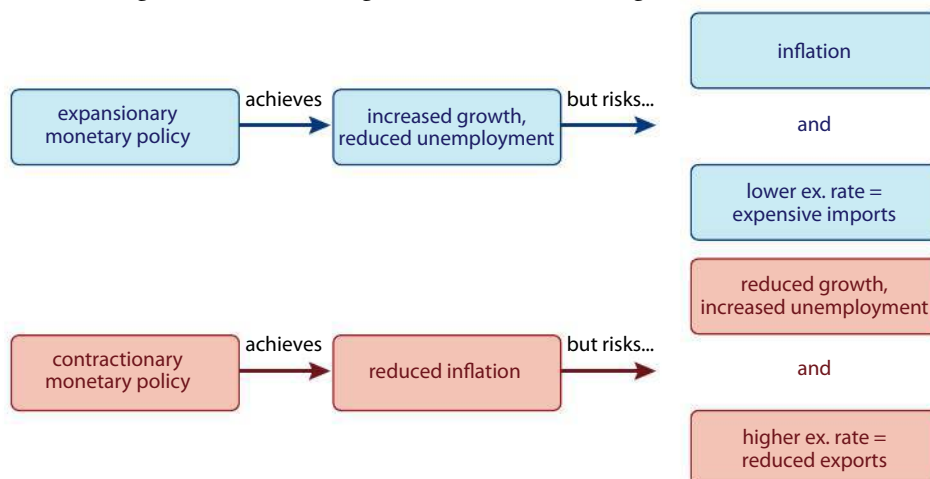 inflation
expansionary
monetary policy
achieves
increased growth,
reduced unemployment
but risks...
and
lower ex. rate =
expensive imports
reduced growth,
increased unemployment
contractionary
monetary policy
achieves
reduced inflation
but risks...
and
higher ex. rate =
reduced exports